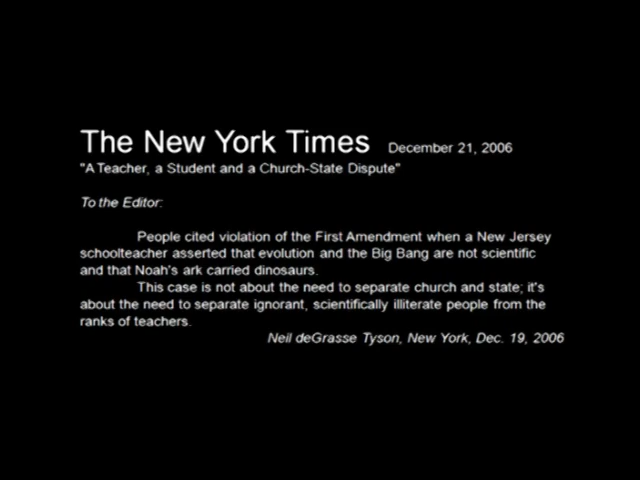 The New York Times December 21, 2006
"A Teacher, a Student and a Church-State Dispute"
To the Editor:
People cited violation of the First Amendment when a New Jersey
schoolteacher asserted that evolution and the Big Bang are not scientific
and that Noah's ark carried dinosaurs.
This case is not about the need to separate church and state; it's
about the need to separate ignorant, scientifically illiterate people from the
ranks of teachers.
Neil deGrasse Tyson, New York, Dec. 19, 2006